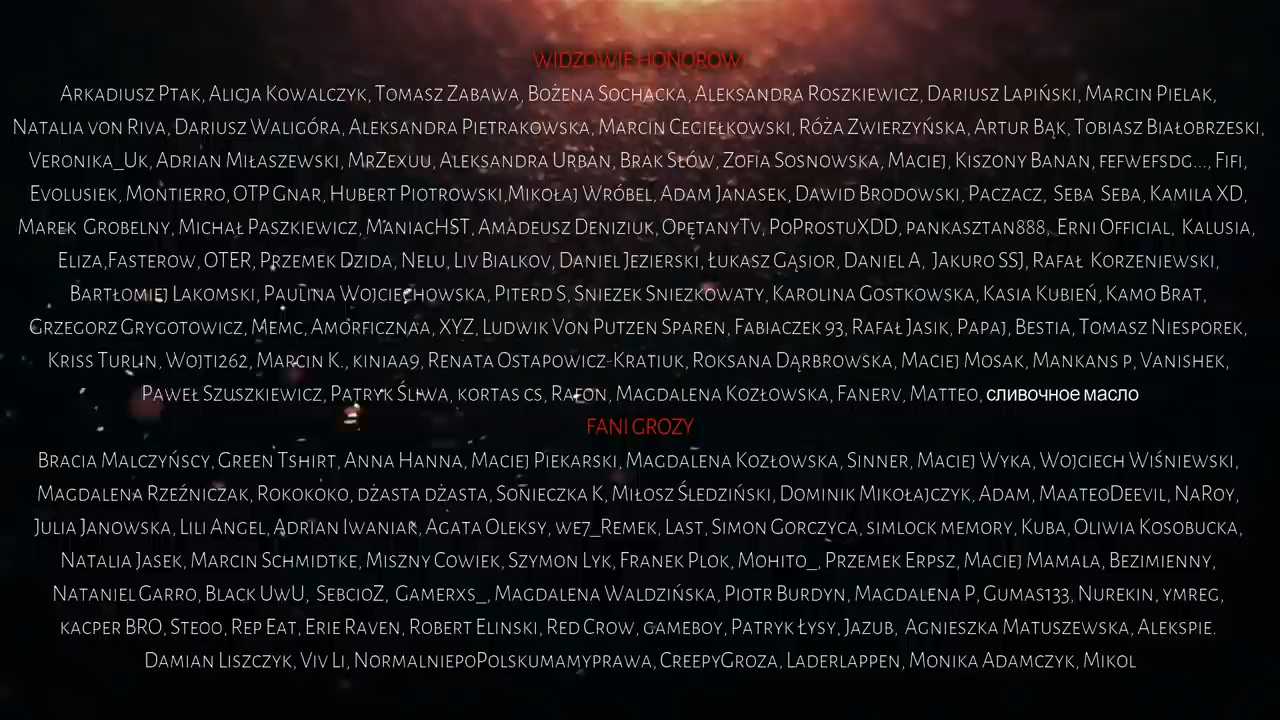 WIDZOWIE HONOROWI
Arkadiusz Ptak, Alicja Kowalczyk, Tomasz Zabawa, Bożena Sochacka, Aleksandra Roszkiewicz, Dariusz Lapiński, Marcin Pielak,
Natalia von Riva, Dariusz Waligóra, Aleksandra Pietrakowska, Marcin Cegiełkowski, Róża Zwierzyńska, Artur Bąk, Tobiasz Białobrzeski,
Veronika_Uk, Adrian Miłaszewski, MrZexuu, Aleksandra Urban, Brak Słów, Zofia Sosnowska, Maciej, Kiszony Banan, fefwefsdg..., Fifi,
Evolusiek, Montierro, OTP Gnar, Hubert Piotrowski,Mikołaj Wróbel, Adam Janasek, Dawid Brodowski, Paczacz, Seba Seba, Kamila XD,
Marek Grobelny, Michał Paszkiewicz, ManiacHST, Amadeusz Deniziuk, OpętanyTv, PoProstuXDD, pankasztan888, Erni Official, Kalusia,
Eliza,Fasterow, OTER, Przemek Dzida, Nelu, Liv Bialkov, Daniel Jezierski, Łukasz Gąsior, Daniel A, Jakuro SSJ, Rafał Korzeniewski,
Bartłomiej Lakomski, Paulina Wojciechowska, Piterd S, Sniezek Sniezkowaty, Karolina Gostkowska, Kasia Kubień, Kamo Brat,
Grzegorz Grygotowicz, Memc, Amorficznaa, XYZ, Ludwik Von Putzen Sparen, Fabiaczek 93, Rafał Jasik, Papaj, Bestia, Tomasz Niesporek,
Kriss Turlin, Wojti262, Marcin K., kiniaa9, Renata Ostapowicz-Kratiuk, Roksana Dąrbrowska, Maciej Mosak, Mankans p, Vanishek,
Paweł Szuszkiewicz, Patryk Śliwa, kortas cs, Rafon, Magdalena Kozłowska, Fanerv, Matteo, сливочное масло
FANI GROZY
Bracia Malczyńscy, Green Tshirt, Anna Hanna, Maciej Piekarski, Magdalena Kozłowska, Sinner, Maciej Wyka, Wojciech Wiśniewski,
Magdalena Rzeźniczak, Rokokoko, dżasta dżasta, Sonieczka K, Miłosz Śledziński, Dominik Mikołajczyk, Adam, MaateoDeevil, NaRoy,
Julia Janowska, Lili Angel, Adrian Iwaniak, Agata Oleksy, we7_Remek, Last, Simon Gorczyca, simlock memory, Kuba, Oliwia Kosobucka,
Natalia Jasek, Marcin Schmidtke, Miszny Cowiek, Szymon Lyk, Franek Plok, Mohito_, Przemek Erpsz, Maciej Mamala, Bezimienny,
Nataniel Garro, Black UwU, SebcioZ, Gamerxs_, Magdalena Waldzińska, Piotr Burdyn, Magdalena P, Gumas133, Nurekin, ymreg,
kacper BRO, Steoo, Rep Eat, Erie Raven, Robert Elinski, Red Crow, gameboy, Patryk Łysy, Jazub, Agnieszka Matuszewska, Alekspie.
Damian Liszczyk, Viv Li, NormalniepoPolskumamyprawa, CreepyGroza, Laderlappen, Monika Adamczyk, Mikol